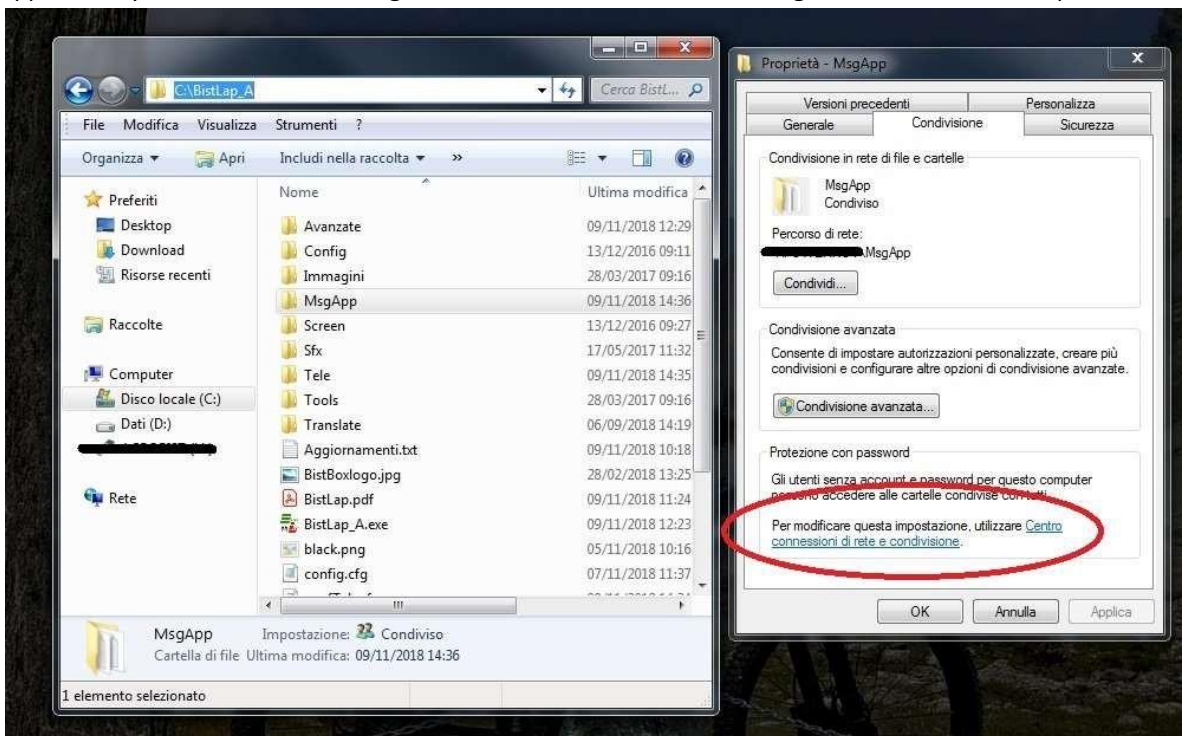 C:\BistLap_A
Cerca BistL...
File Modifica Visualizza Strumenti ?
Organizza Apri Includi nella raccolta »
Preferiti
Desktop
Download
Risorse recenti
Raccolte
Computer
Disco locale (C:)
Dati (D:)
Rete
Nome Ultima modifica
Avanzate 09/11/2018 12:29
Config 13/12/2016 09:11
Immagini 28/03/2017 09:16
MsgApp 09/11/2018 14:36
Screen 13/12/2016 09:27
Sfx 17/05/2017 11:32
Tele 09/11/2018 14:35
Tools 28/03/2017 09:16
Translate 06/09/2018 14:19
Aggiornamenti.txt 09/11/2018 10:18
BistBoxlogo.jpg 28/02/2018 13:25
BistLap.pdf 09/11/2018 11:24
BistLap_A.exe 09/11/2018 12:23
black.png 05/11/2018 10:16
config.cfg 07/11/2018 11:37
MsgApp Impostazione: Condiviso
Cartella di file Ultima modifica: 09/11/2018 14:36
1 elemento selezionato
Proprietà - MsgApp
Versioni precedenti Personalizza
Generale Condivisione Sicurezza
Condivisione in rete di file e cartelle
MsgApp
Condiviso
Percorso di rete:
\MsgApp
Condividi...
Condivisione avanzata
Consente di impostare autorizzazioni personalizzate, creare più
condivisioni e configurare altre opzioni di condivisione avanzate.
Condivisione avanzata...
Protezione con password
Gli utenti senza account e password per questo computer
possono accedere alle cartelle condivise con tutti.
Per modificare questa impostazione, utilizzare Centro
connessioni di rete e condivisione.
OK Annulla Applica